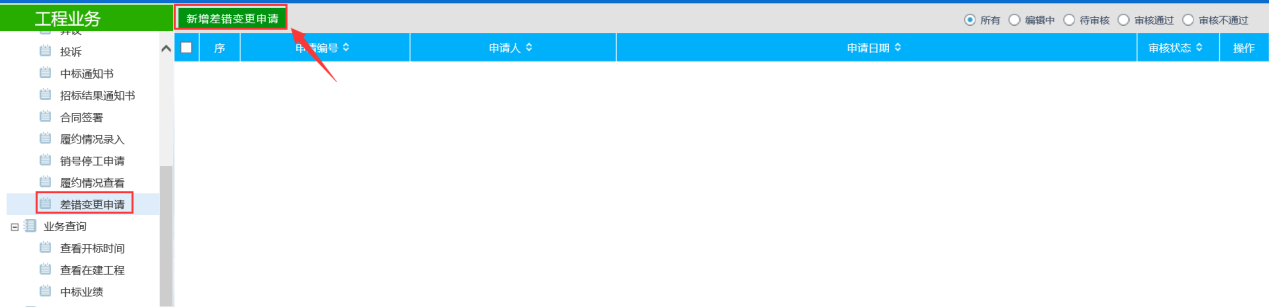 工程业务
新增差错变更申请
所有 编辑中 待审核 审核通过 审核不通过
序 申请编号 申请人 申请日期 审核状态 操作
投诉
中标通知书
招标结果通知书
合同签署
履约情况录入
销号停工申请
履约情况查看
差错变更申请
业务查询
查看开标时间
查看在建工程
中标业绩